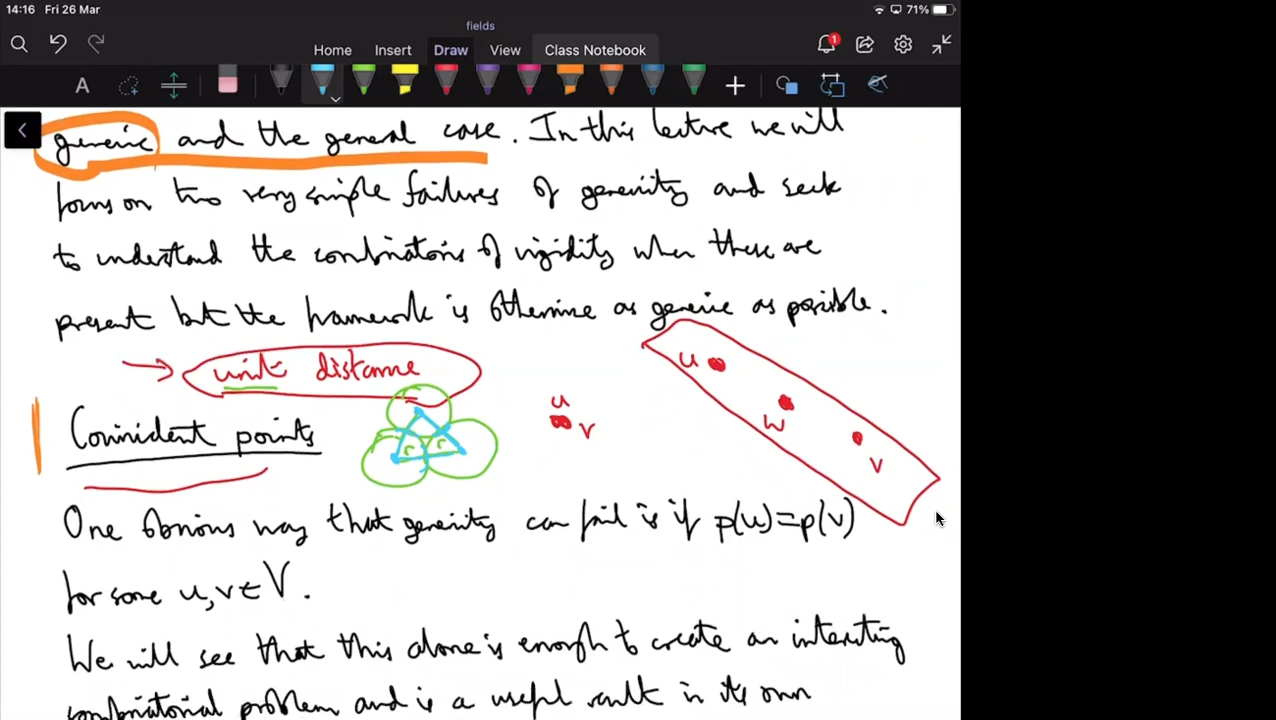 14:16 Fri 26 Mar
71%
fields
Home Insert Draw View Class Notebook
1
A
generic and the general case. In this lecture we will
focus on two very simple failures of genericity and seek
to understand the combinatorics of rigidity when these are
present but the framework is otherwise as generic as possible.
→ unit distance
u
v
u
w
v
Coincident points
One obvious way that genericity can fail is if p(u)=p(v)
for some u,v∈V.
We will see that this alone is enough to create an interesting
combinatorial problem and is a useful result in its own